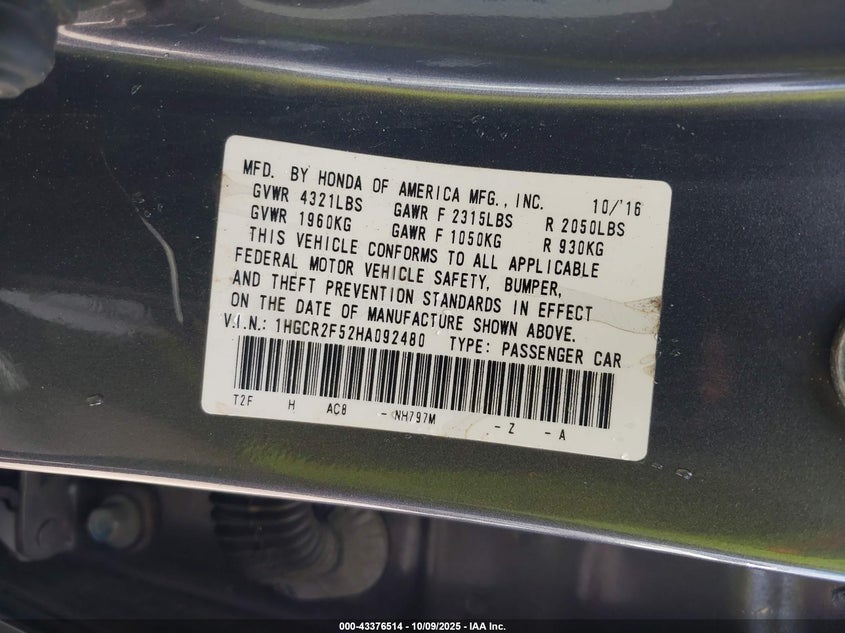 MFD. BY HONDA OF AMERICA MFG., INC. 10/'16
GVWR 4321LBS GAWR F 2315LBS R 2050LBS
GVWR 1960KG GAWR F 1050KG R 930KG
THIS VEHICLE CONFORMS TO ALL APPLICABLE
FEDERAL MOTOR VEHICLE SAFETY, BUMPER,
AND THEFT PREVENTION STANDARDS IN EFFECT
ON THE DATE OF MANUFACTURE SHOWN ABOVE.
V.I.N.: 1HGCR2F52HA092480 TYPE: PASSENGER CAR
T2F H AC8 - NH797M - Z - A
000-43376514 - 10/09/2025 - IAA Inc.